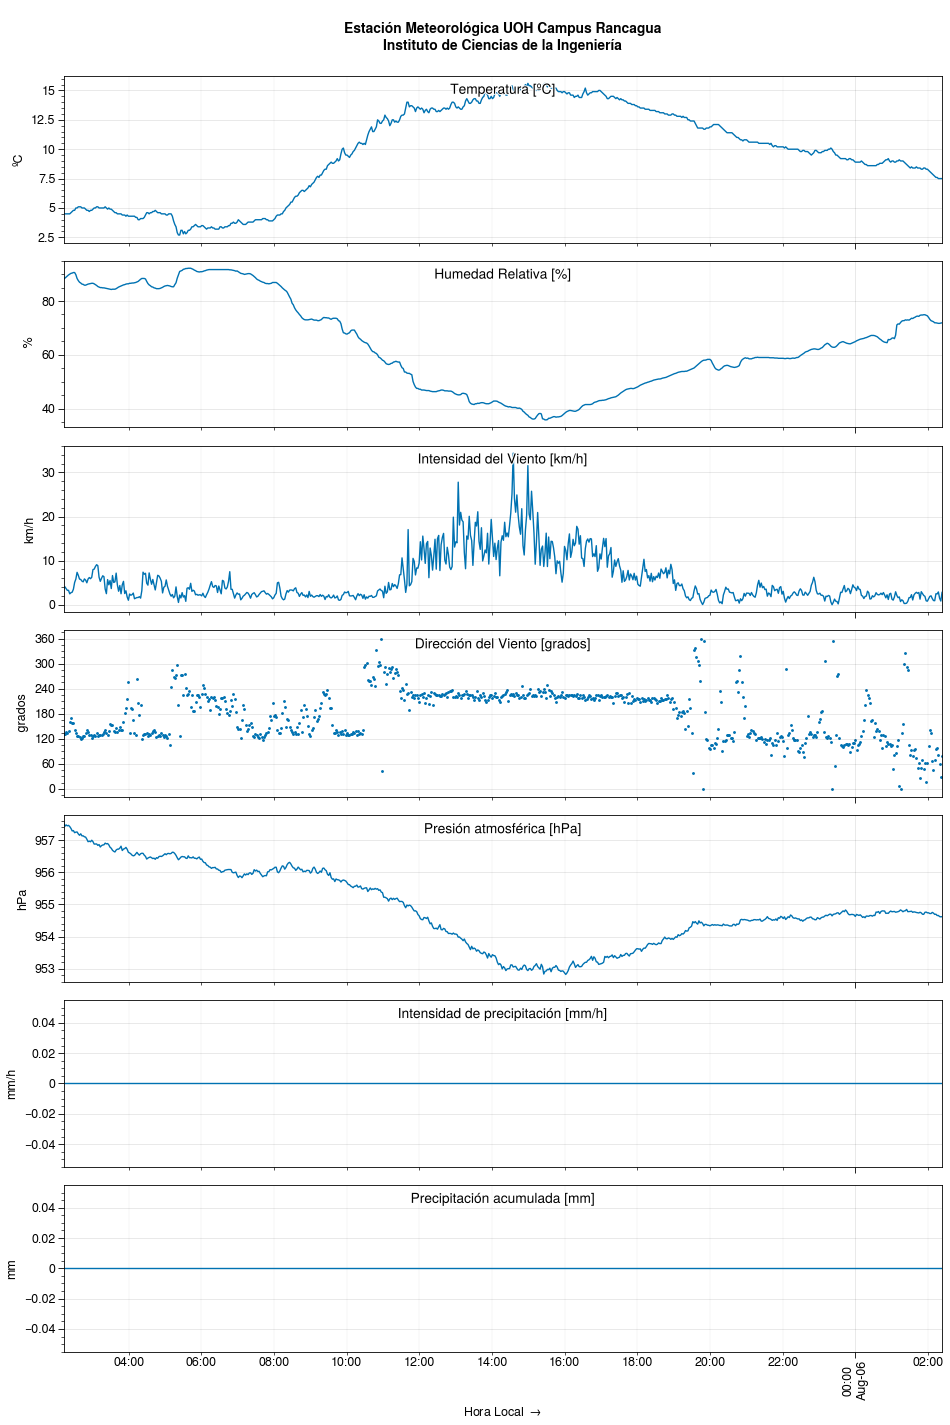 Estación Meteorológica UOH Campus Rancagua
Instituto de Ciencias de la Ingeniería
Temperatura [ºC]
15
12.5
10
7.5
5
2.5
ºC
Humedad Relativa [%]
80
60
40
%
Intensidad del Viento [km/h]
30
20
10
0
km/h
Dirección del Viento [grados]
360
300
240
180
120
60
0
grados
Presión atmosférica [hPa]
957
956
955
954
953
hPa
Intensidad de precipitación [mm/h]
0.04
0.02
0
−0.02
−0.04
mm/h
Precipitación acumulada [mm]
0.04
0.02
0
−0.02
−0.04
mm
04:00 06:00 08:00 10:00 12:00 14:00 16:00 18:00 20:00 22:00 00:00 02:00
Aug-06
Hora Local →